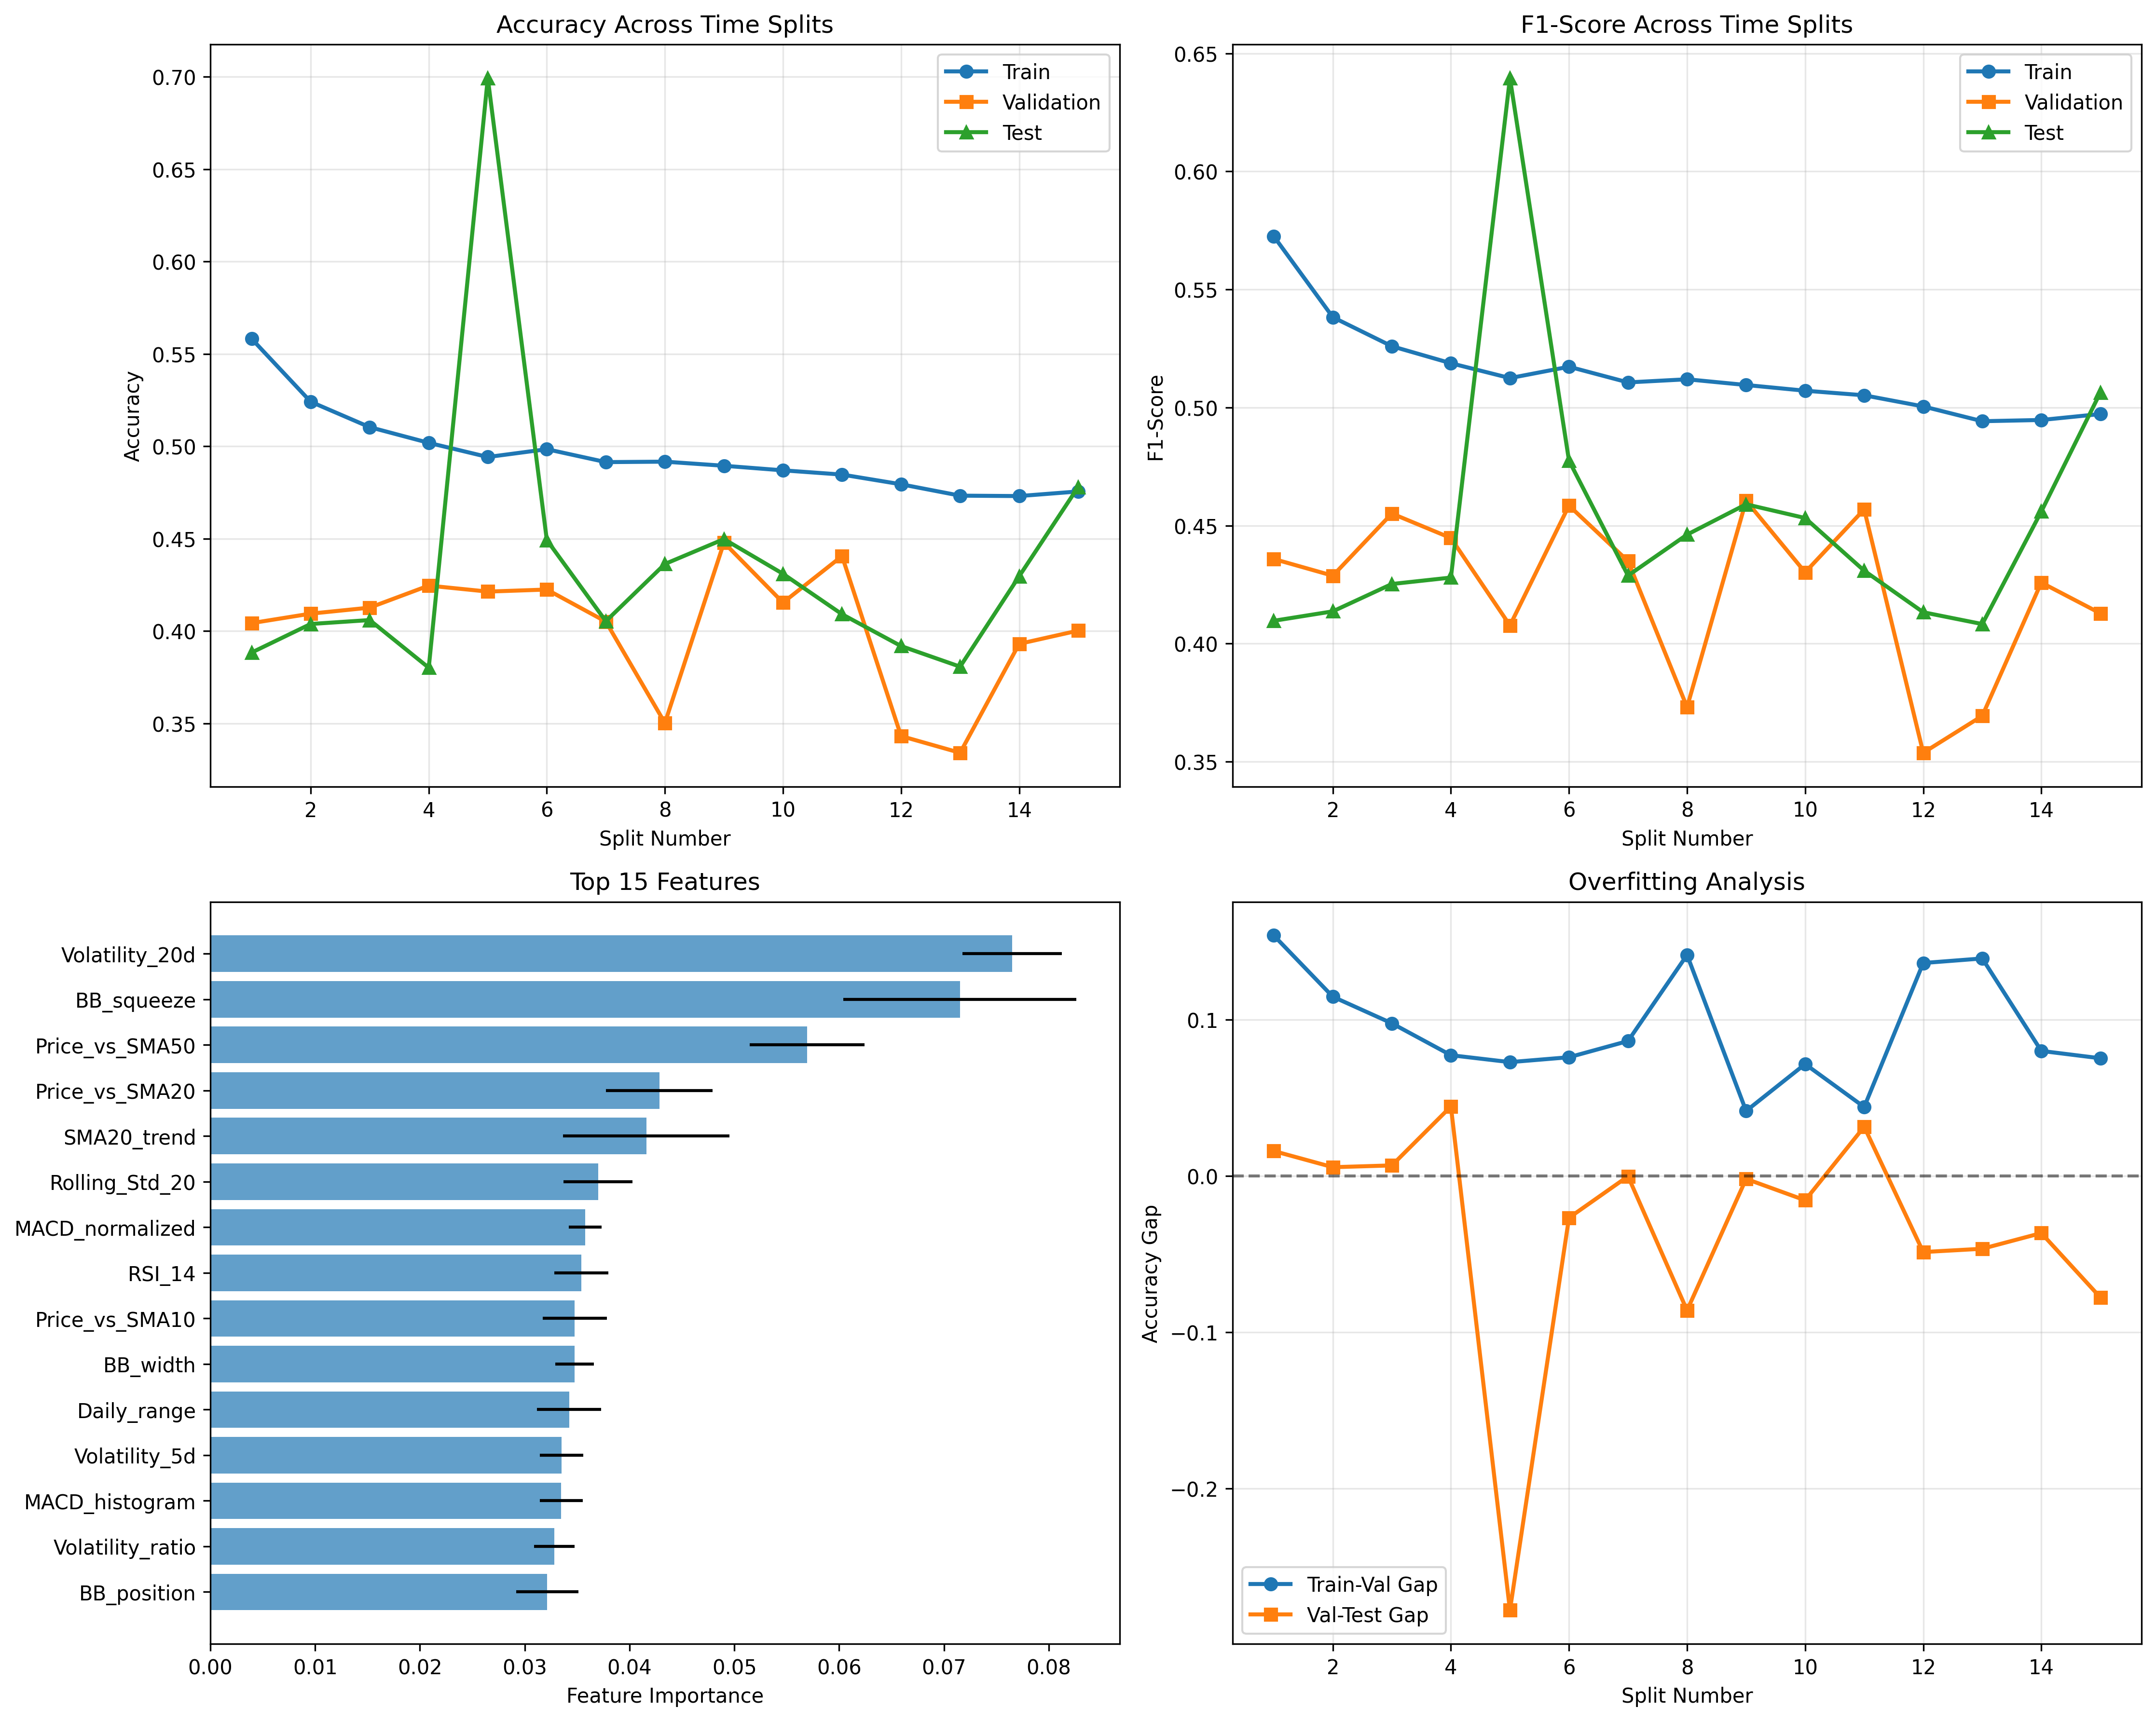 Accuracy Across Time Splits
Train
Validation
Test
0.70
0.65
0.60
0.55
0.50
0.45
0.40
0.35
Accuracy
2 4 6 8 10 12 14
Split Number
F1-Score Across Time Splits
Train
Validation
Test
0.65
0.60
0.55
0.50
0.45
0.40
0.35
F1-Score
2 4 6 8 10 12 14
Split Number
Top 15 Features
Volatility_20d
BB_squeeze
Price_vs_SMA50
Price_vs_SMA20
SMA20_trend
Rolling_Std_20
MACD_normalized
RSI_14
Price_vs_SMA10
BB_width
Daily_range
Volatility_5d
MACD_histogram
Volatility_ratio
BB_position
0.00 0.01 0.02 0.03 0.04 0.05 0.06 0.07 0.08
Feature Importance
Overfitting Analysis
0.1
0.0
−0.1
−0.2
Accuracy Gap
Train-Val Gap
Val-Test Gap
2 4 6 8 10 12 14
Split Number